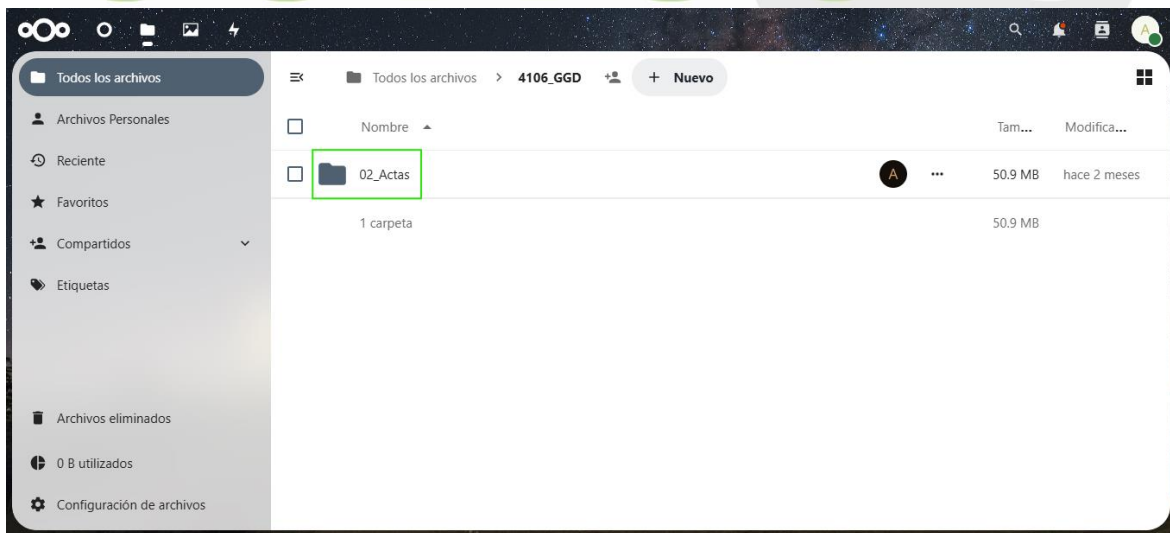 A
Todos los archivos
Todos los archivos > 4106_GGD + Nuevo
Archivos Personales
Nombre Tam... Modifica...
Reciente
02_Actas A ... 50.9 MB hace 2 meses
Favoritos
1 carpeta 50.9 MB
Compartidos
Etiquetas
Archivos eliminados
0 B utilizados
Configuración de archivos